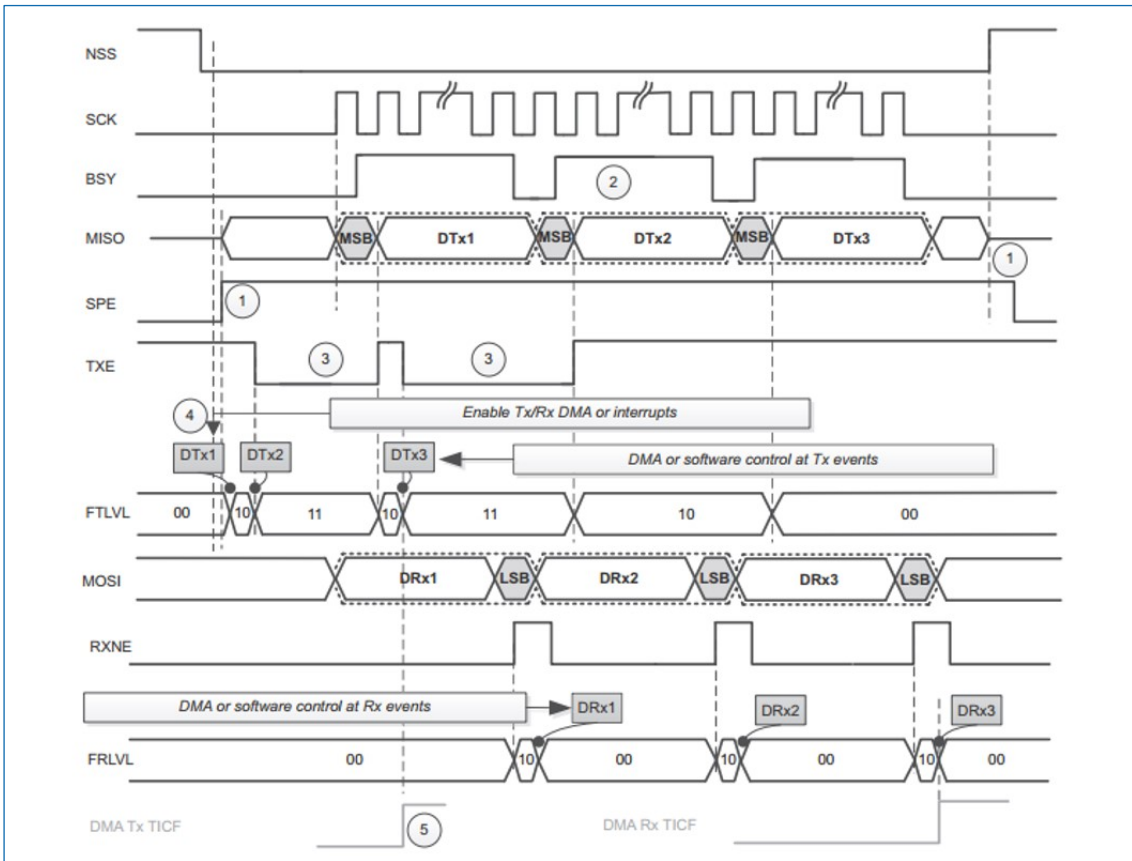 NSS
SCK
BSY
2
MISO
MSB
DTx1
MSB
DTx2
MSB
DTx3
1
SPE
1
TXE
3
3
4
Enable Tx/Rx DMA or interrupts
DTx1
DTx2
DTx3
DMA or software control at Tx events
FTLVL
00
10
11
10
11
10
00
MOSI
DRx1
LSB
DRx2
LSB
DRx3
LSB
RXNE
DMA or software control at Rx events
DRx1
DRx2
DRx3
FRLVL
00
10
00
10
00
10
00
DMA Tx TICF
5
DMA Rx TICF